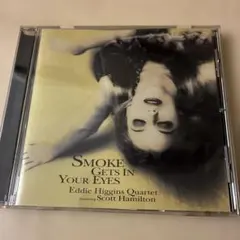 SMOKE
GETS IN
YOUR EYES
Eddie Higgins Quartet
featuring Scott Hamilton